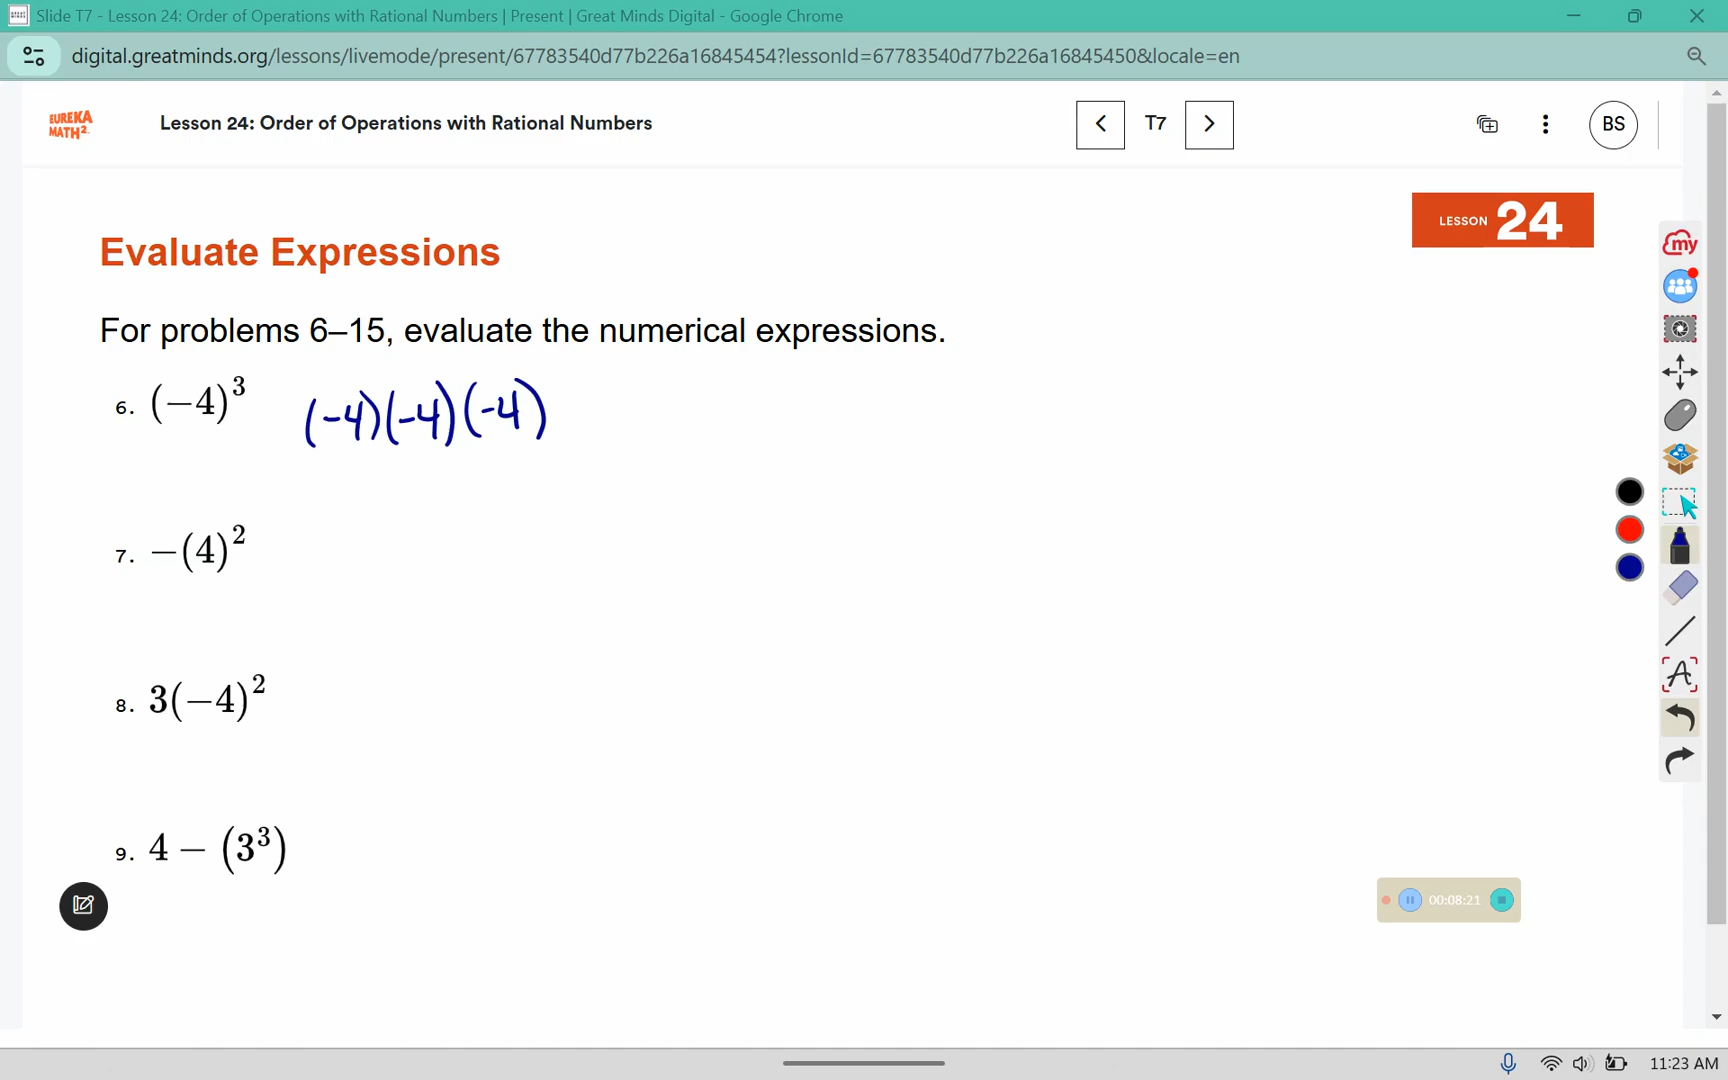 Slide T7 - Lesson 24: Order of Operations with Rational Numbers | Present | Great Minds Digital - Google Chrome
digital.greatminds.org/lessons/livemode/present/67783540d77b226a16845454?lessonId=67783540d77b226a16845450&locale=en
EUREKA MATH². Lesson 24: Order of Operations with Rational Numbers < T7 > BS
LESSON 24
my
Evaluate Expressions
For problems 6–15, evaluate the numerical expressions.
6. (−4)³ (-4)(-4)(-4)
7. −(4)²
8. 3(−4)²
9. 4 − (3³)
A
00:08:21
11:23 AM